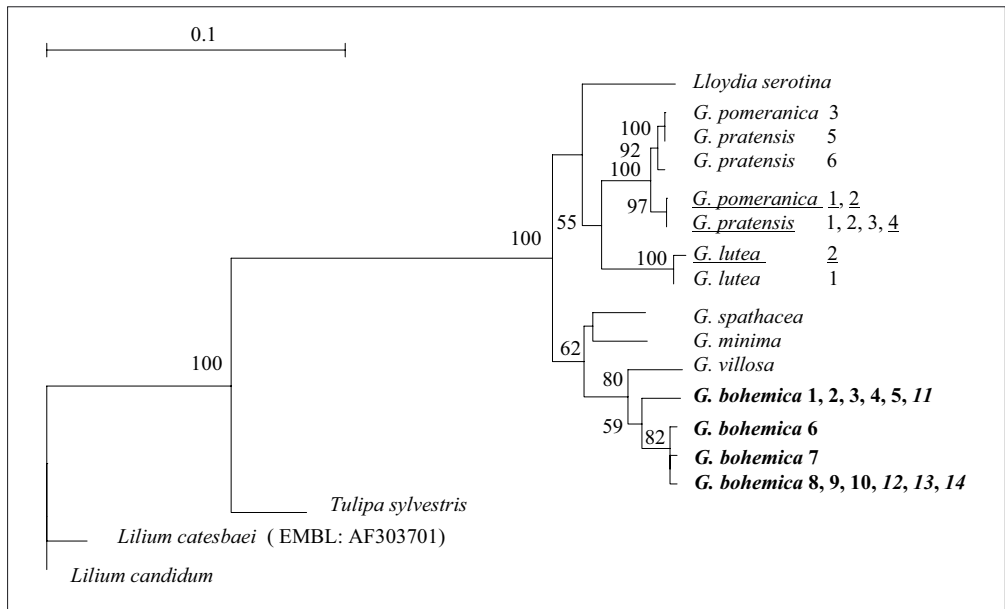 0.1
Lloydia serotina
G. pomeranica 3
100 G. pratensis 5
92 G. pratensis 6
100
G. pomeranica 1, 2
97 G. pratensis 1, 2, 3, 4
55
100
G. lutea 2
100 G. lutea 1
G. spathacea
G. minima
62
G. villosa
80
G. bohemica 1, 2, 3, 4, 5, 11
59
G. bohemica 6
82
G. bohemica 7
G. bohemica 8, 9, 10, 12, 13, 14
100
Tulipa sylvestris
Lilium catesbaei ( EMBL: AF303701)
Lilium candidum